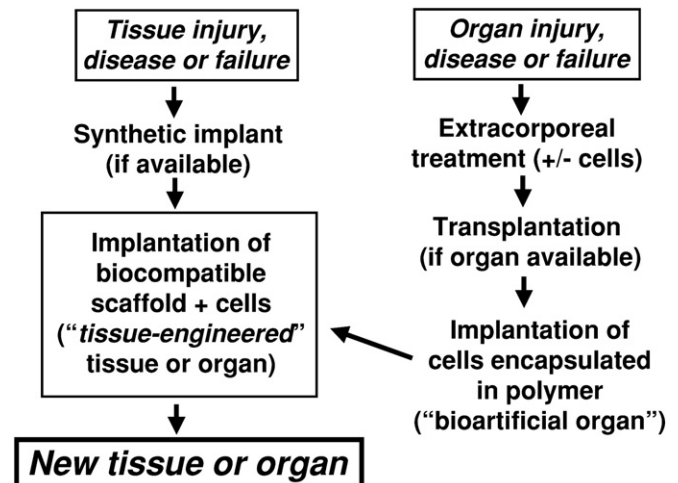 Tissue injury,
disease or failure
Synthetic implant
(if available)
Implantation of
biocompatible
scaffold + cells
(“tissue-engineered”
tissue or organ)
New tissue or organ
Organ injury,
disease or failure
Extracorporeal
treatment (+/- cells)
Transplantation
(if organ available)
Implantation of
cells encapsulated
in polymer
(“bioartificial organ”)